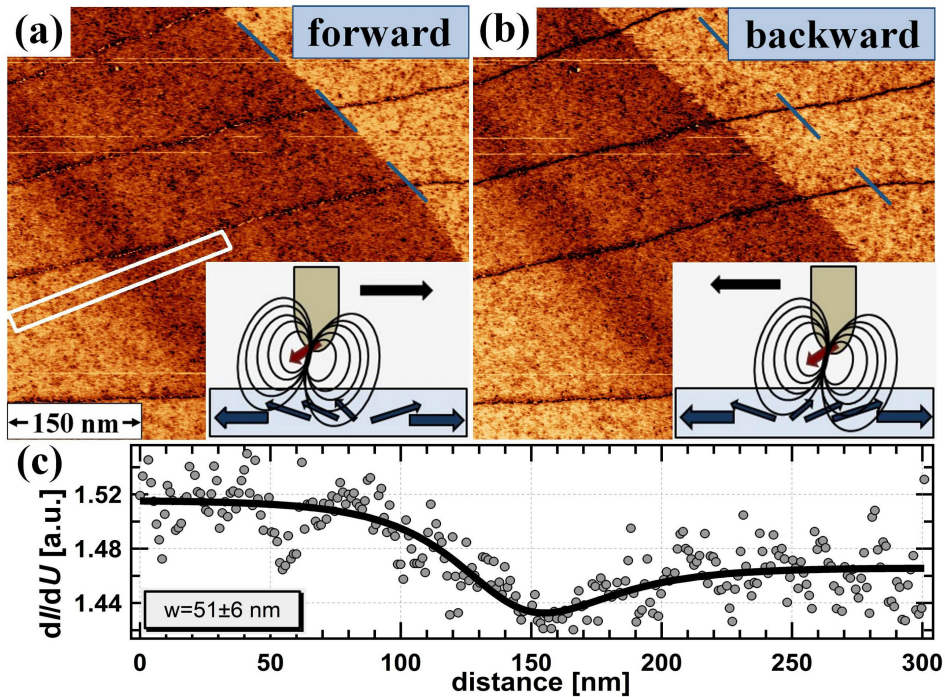 (a)
forward
(b)
backward
150 nm
(c)
dI/dU [a.u.]
1.52
1.48
1.44
w=51±6 nm
0
50
100
150
200
250
300
distance [nm]